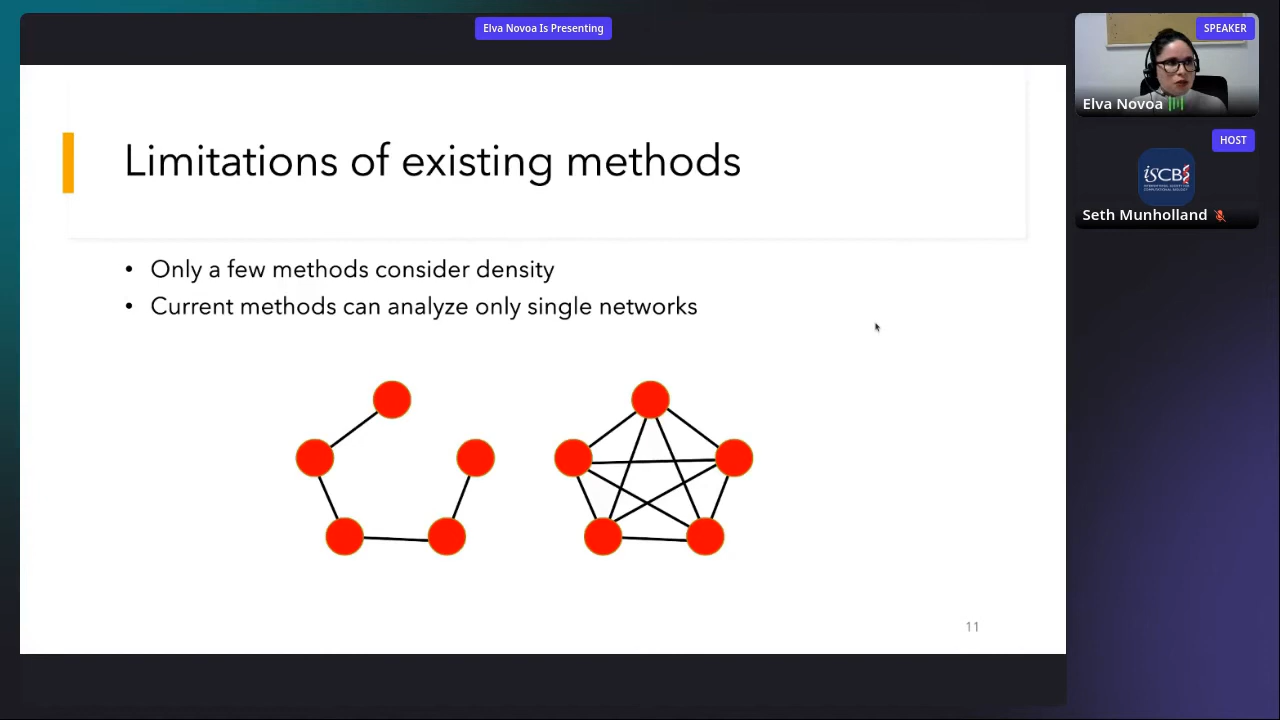 Elva Novoa Is Presenting
SPEAKER
Elva Novoa
HOST
iSCB
Seth Munholland
Limitations of existing methods
• Only a few methods consider density
• Current methods can analyze only single networks
11